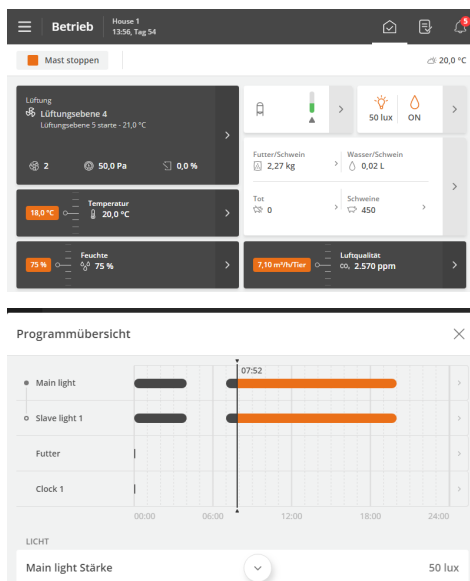 Betrieb
House 1
13:56, Tag 54
5
Mast stoppen
20,0 °C
Lüftung
Lüftungsebene 4
Lüftungsebene 5 starte - 21,0 °C
2
50,0 Pa
0,0 %
50 lux
ON
Futter/Schwein
2,27 kg
Wasser/Schwein
0,02 L
Tot
0
Schweine
450
18,0 °C
Temperatur
20,0 °C
75 %
Feuchte
75 %
7,10 m³/h/Tier
Luftqualität
CO₂ 2.570 ppm
Programmübersicht
07:52
Main light
Slave light 1
Futter
Clock 1
00:00 06:00 12:00 18:00 24:00
LICHT
Main light Stärke
50 lux